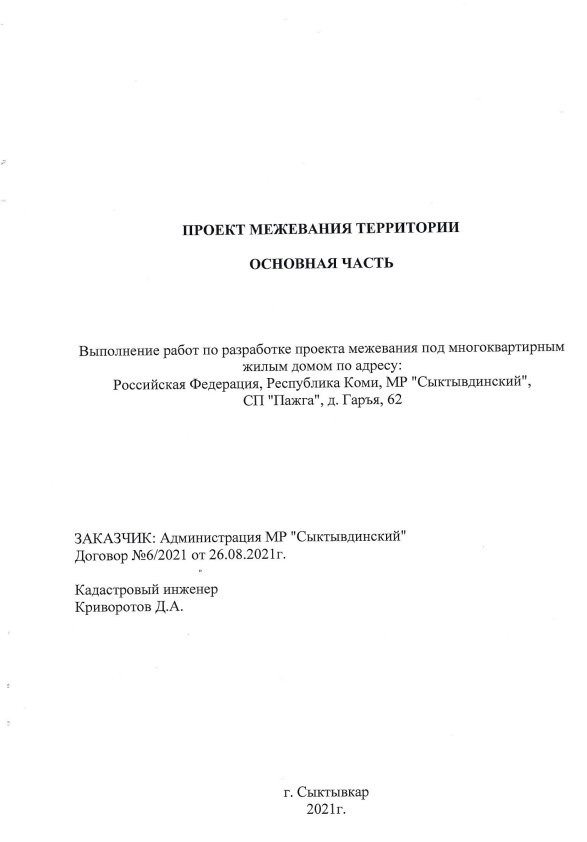 ПРОЕКТ МЕЖЕВАНИЯ ТЕРРИТОРИИ
ОСНОВНАЯ ЧАСТЬ
Выполнение работ по разработке проекта межевания под многоквартирным
жилым домом по адресу:
Российская Федерация, Республика Коми, МР "Сыктывдинский",
СП "Пажга", д. Гаръя, 62
ЗАКАЗЧИК: Администрация МР "Сыктывдинский"
Договор №6/2021 от 26.08.2021г.
Кадастровый инженер
Криворотов Д.А.
г. Сыктывкар
2021г.